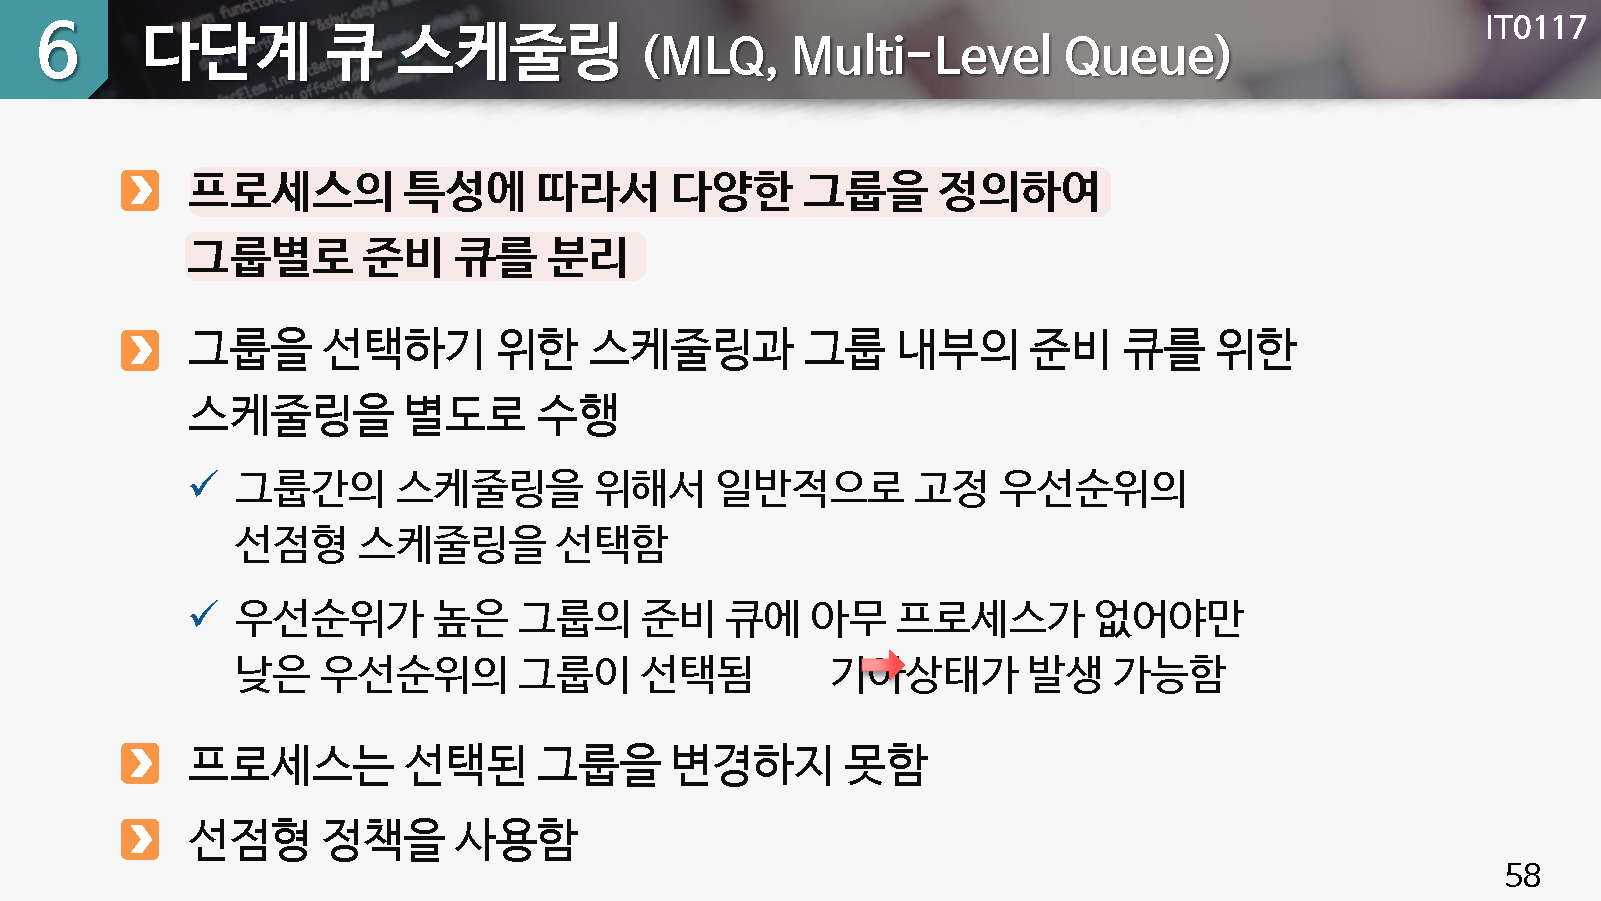 6 다단계 큐 스케줄링 (MLQ, Multi-Level Queue)
IT0117
프로세스의 특성에 따라서 다양한 그룹을 정의하여
그룹별로 준비 큐를 분리
그룹을 선택하기 위한 스케줄링과 그룹 내부의 준비 큐를 위한
스케줄링을 별도로 수행
그룹간의 스케줄링을 위해서 일반적으로 고정 우선순위의
선점형 스케줄링을 선택함
우선순위가 높은 그룹의 준비 큐에 아무 프로세스가 없어야만
낮은 우선순위의 그룹이 선택됨 기아상태가 발생 가능함
프로세스는 선택된 그룹을 변경하지 못함
선점형 정책을 사용함
58